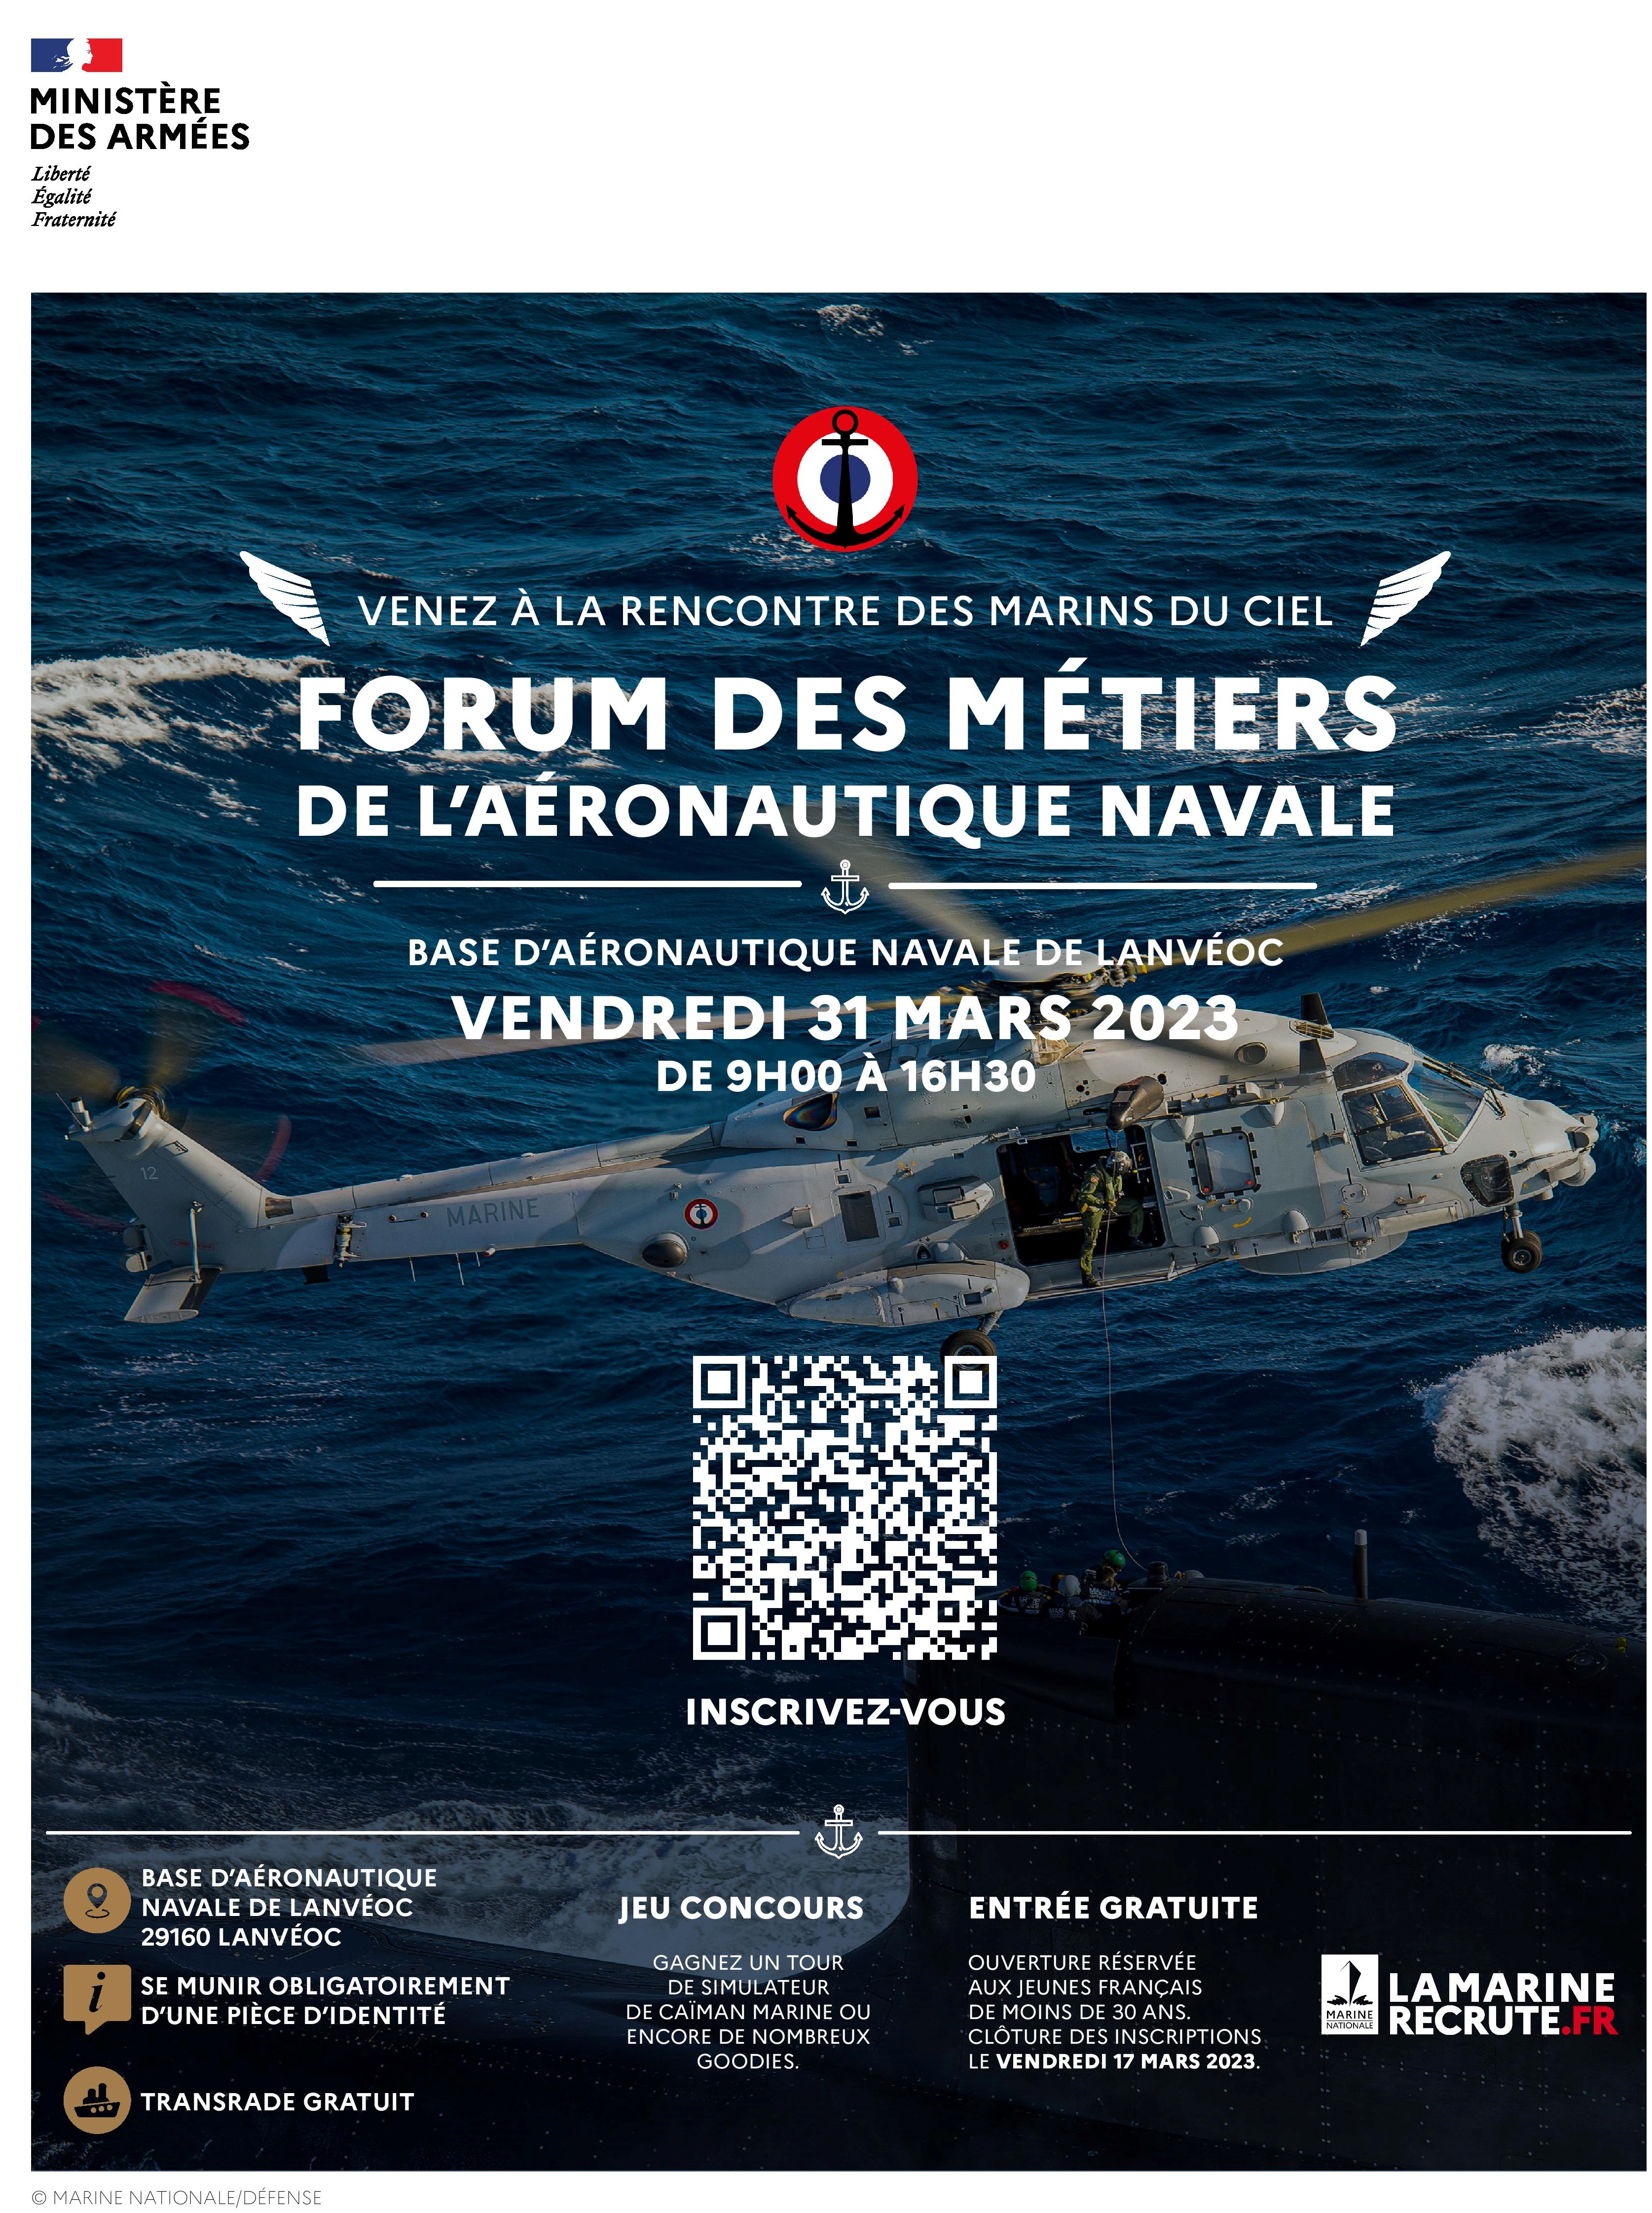 MINISTÈRE
DES ARMÉES
Liberté
Égalité
Fraternité
VENEZ À LA RENCONTRE DES MARINS DU CIEL
FORUM DES MÉTIERS
DE L’AÉRONAUTIQUE NAVALE
BASE D’AÉRONAUTIQUE NAVALE DE LANVÉOC
VENDREDI 31 MARS 2023
DE 9H00 À 16H30
12
MARINE
INSCRIVEZ-VOUS
BASE D’AÉRONAUTIQUE
NAVALE DE LANVÉOC
29160 LANVÉOC
SE MUNIR OBLIGATOIREMENT
D’UNE PIÈCE D’IDENTITÉ
TRANSRADE GRATUIT
JEU CONCOURS
GAGNEZ UN TOUR
DE SIMULATEUR
DE CAÏMAN MARINE OU
ENCORE DE NOMBREUX
GOODIES.
ENTRÉE GRATUITE
OUVERTURE RÉSERVÉE
AUX JEUNES FRANÇAIS
DE MOINS DE 30 ANS.
CLÔTURE DES INSCRIPTIONS
LE VENDREDI 17 MARS 2023.
MARINE
NATIONALE
LAMARINE
RECRUTE.FR
© MARINE NATIONALE/DÉFENSE